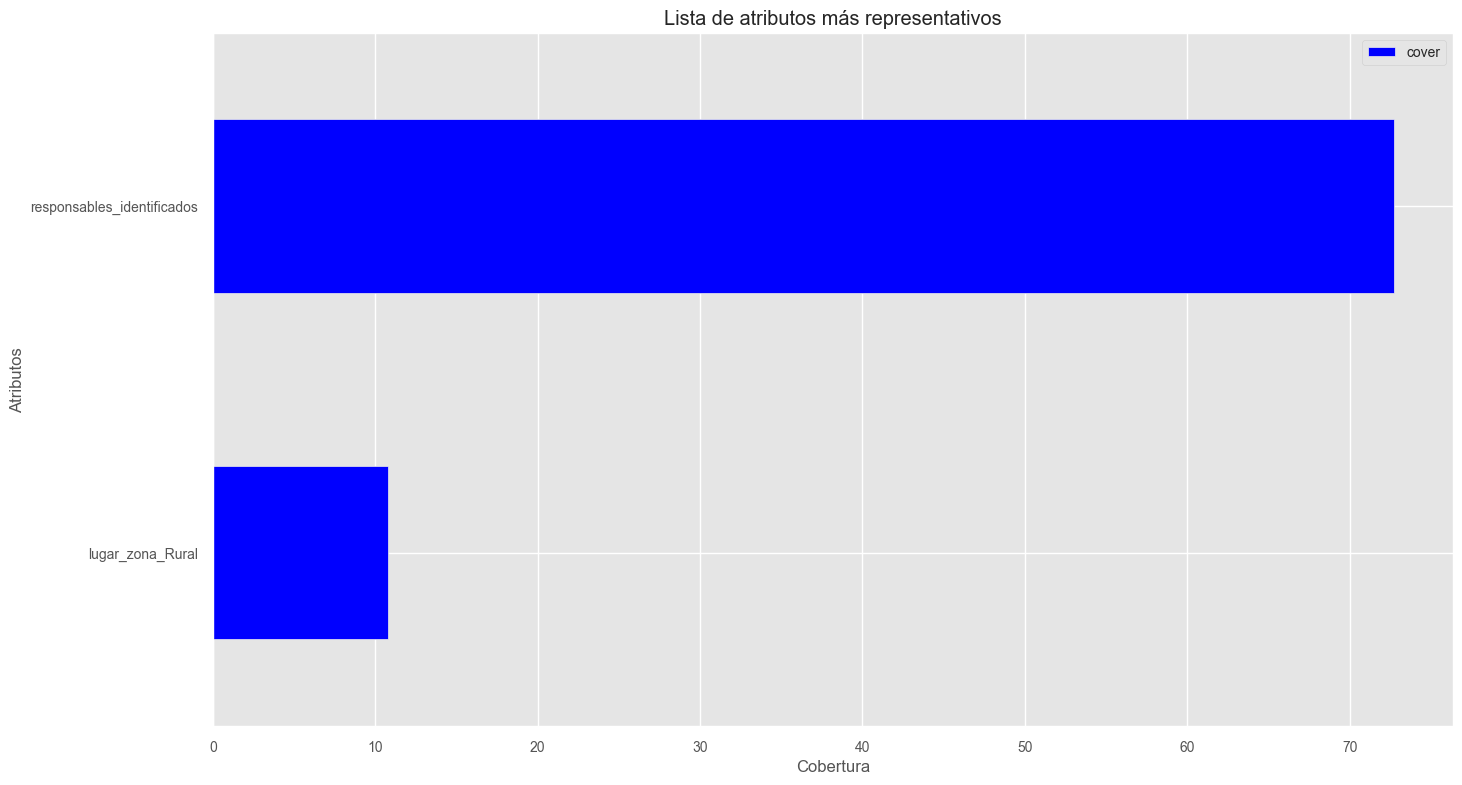 Lista de atributos más representativos
cover
responsables_identificados
Atributos
lugar_zona_Rural
0 10 20 30 40 50 60 70
Cobertura